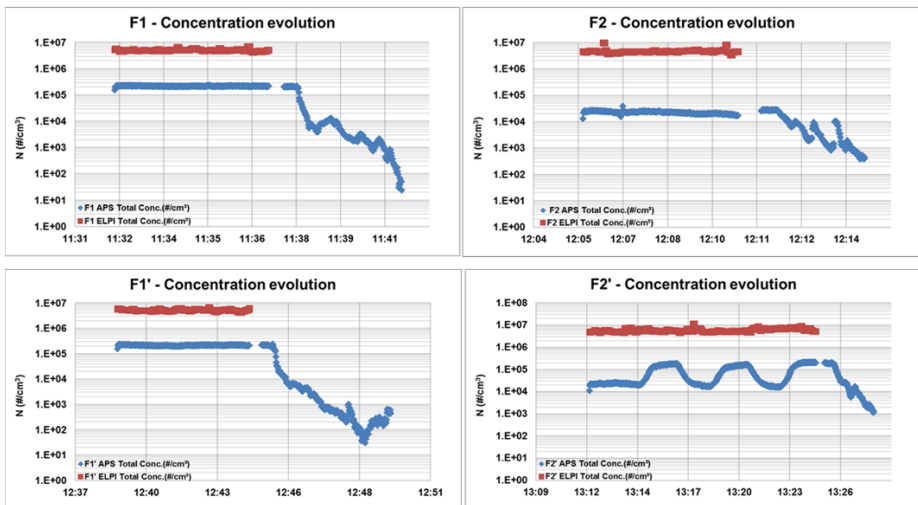 F1 - Concentration evolution
N (#/cm³)
1.E+07
1.E+06
1.E+05
1.E+04
1.E+03
1.E+02
1.E+01
1.E+00
F1 APS Total Conc.(#/cm³)
F1 ELPI Total Conc.(#/cm³)
11:31 11:32 11:34 11:35 11:36 11:38 11:39 11:41
F2 - Concentration evolution
N (#/cm³)
1.E+07
1.E+06
1.E+05
1.E+04
1.E+03
1.E+02
1.E+01
1.E+00
F2 APS Total Conc.(#/cm³)
F2 ELPI Total Conc.(#/cm³)
12:04 12:05 12:07 12:08 12:10 12:11 12:12 12:14
F1' - Concentration evolution
N (#/cm³)
1.E+07
1.E+06
1.E+05
1.E+04
1.E+03
1.E+02
1.E+01
1.E+00
F1' APS Total Conc.(#/cm³)
F1' ELPI Total Conc.(#/cm³)
12:37 12:40 12:43 12:46 12:48 12:51
F2' - Concentration evolution
N (#/cm³)
1.E+08
1.E+07
1.E+06
1.E+05
1.E+04
1.E+03
1.E+02
1.E+01
1.E+00
F2' APS Total Conc.(#/cm³)
F2' ELPI Total Conc.(#/cm³)
13:09 13:12 13:14 13:17 13:20 13:23 13:26